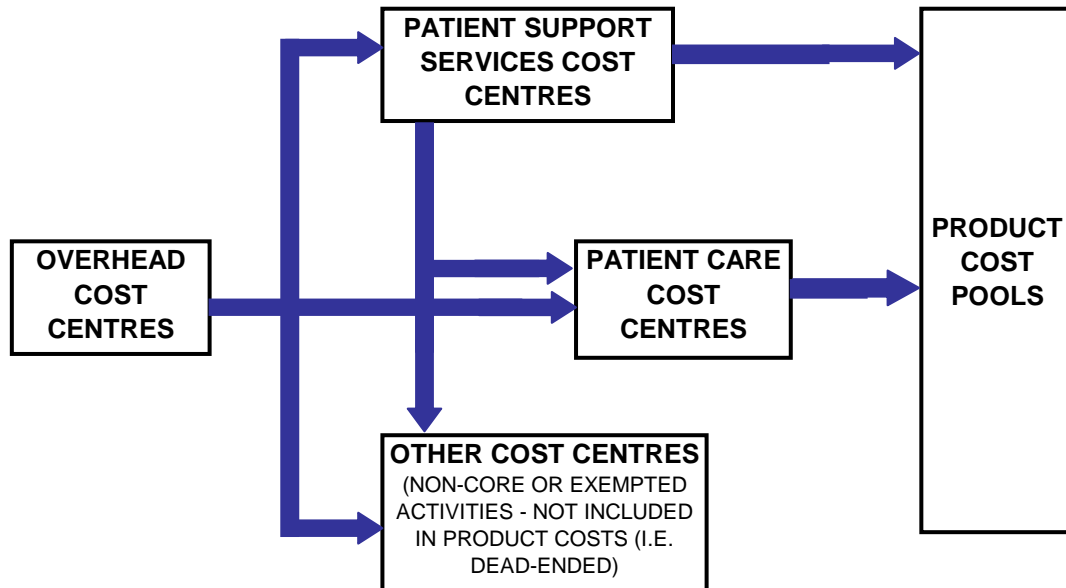 PATIENT SUPPORT
SERVICES COST
CENTRES
OVERHEAD
COST
CENTRES
PATIENT CARE
COST
CENTRES
PRODUCT
COST
POOLS
OTHER COST CENTRES
(NON-CORE OR EXEMPTED
ACTIVITIES - NOT INCLUDED
IN PRODUCT COSTS (I.E.
DEAD-ENDED)